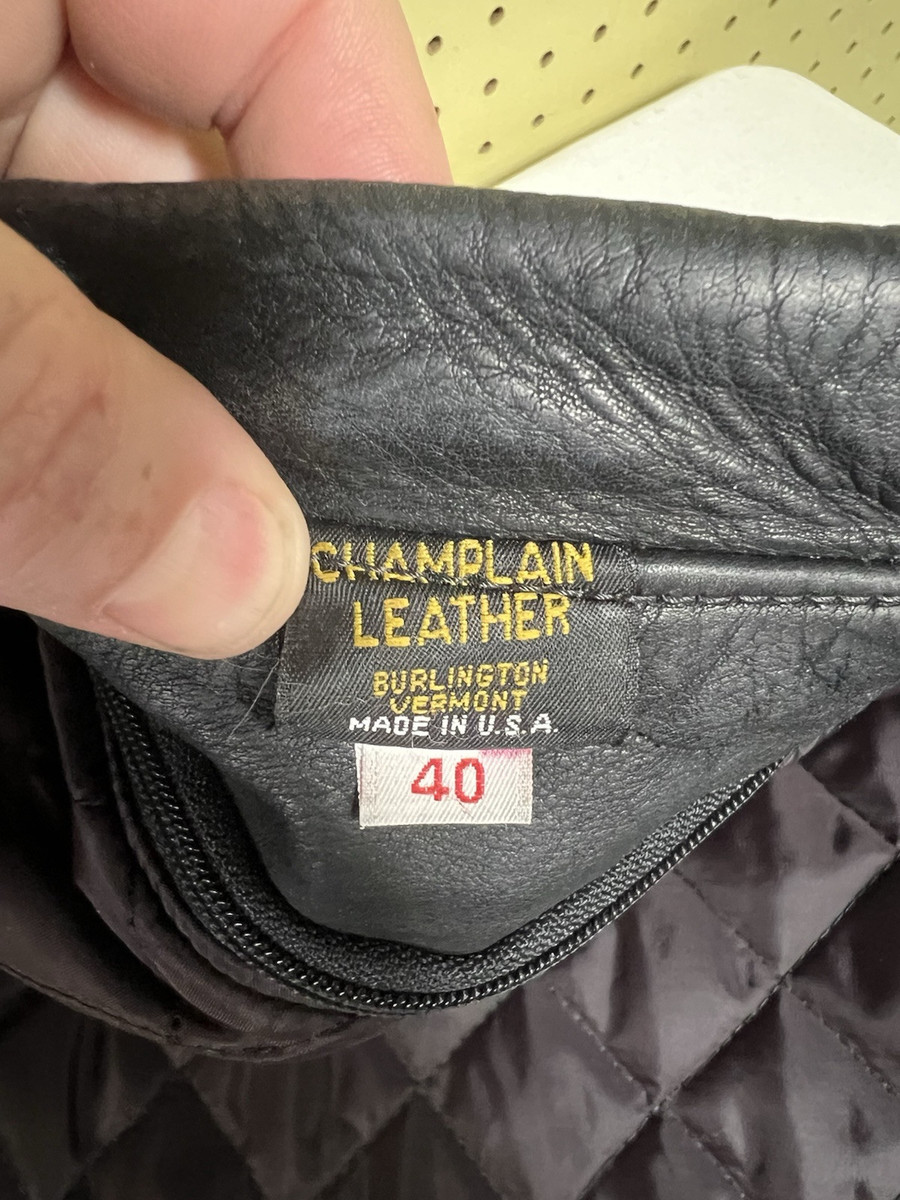 CHAMPLAIN
LEATHER
BURLINGTON
VERMONT
MADE IN U.S.A.
40